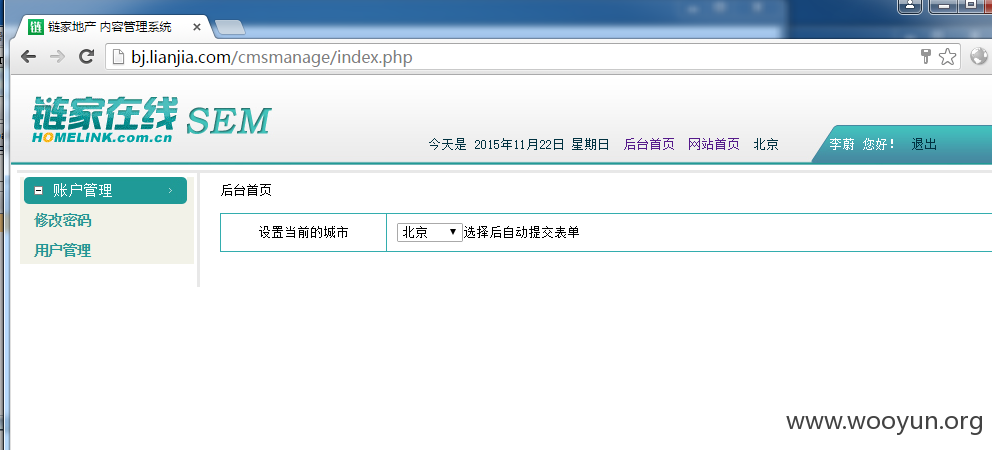 链家地产 内容管理系统
bj.lianjia.com/cmsmanage/index.php
链家在线 SEM
HOMELINK.com.cn
今天是 2015年11月22日 星期日 后台首页 网站首页 北京 李蔚 您好! 退出
账户管理
后台首页
修改密码
设置当前的城市 北京 选择后自动提交表单
用户管理
www.wooyun.org